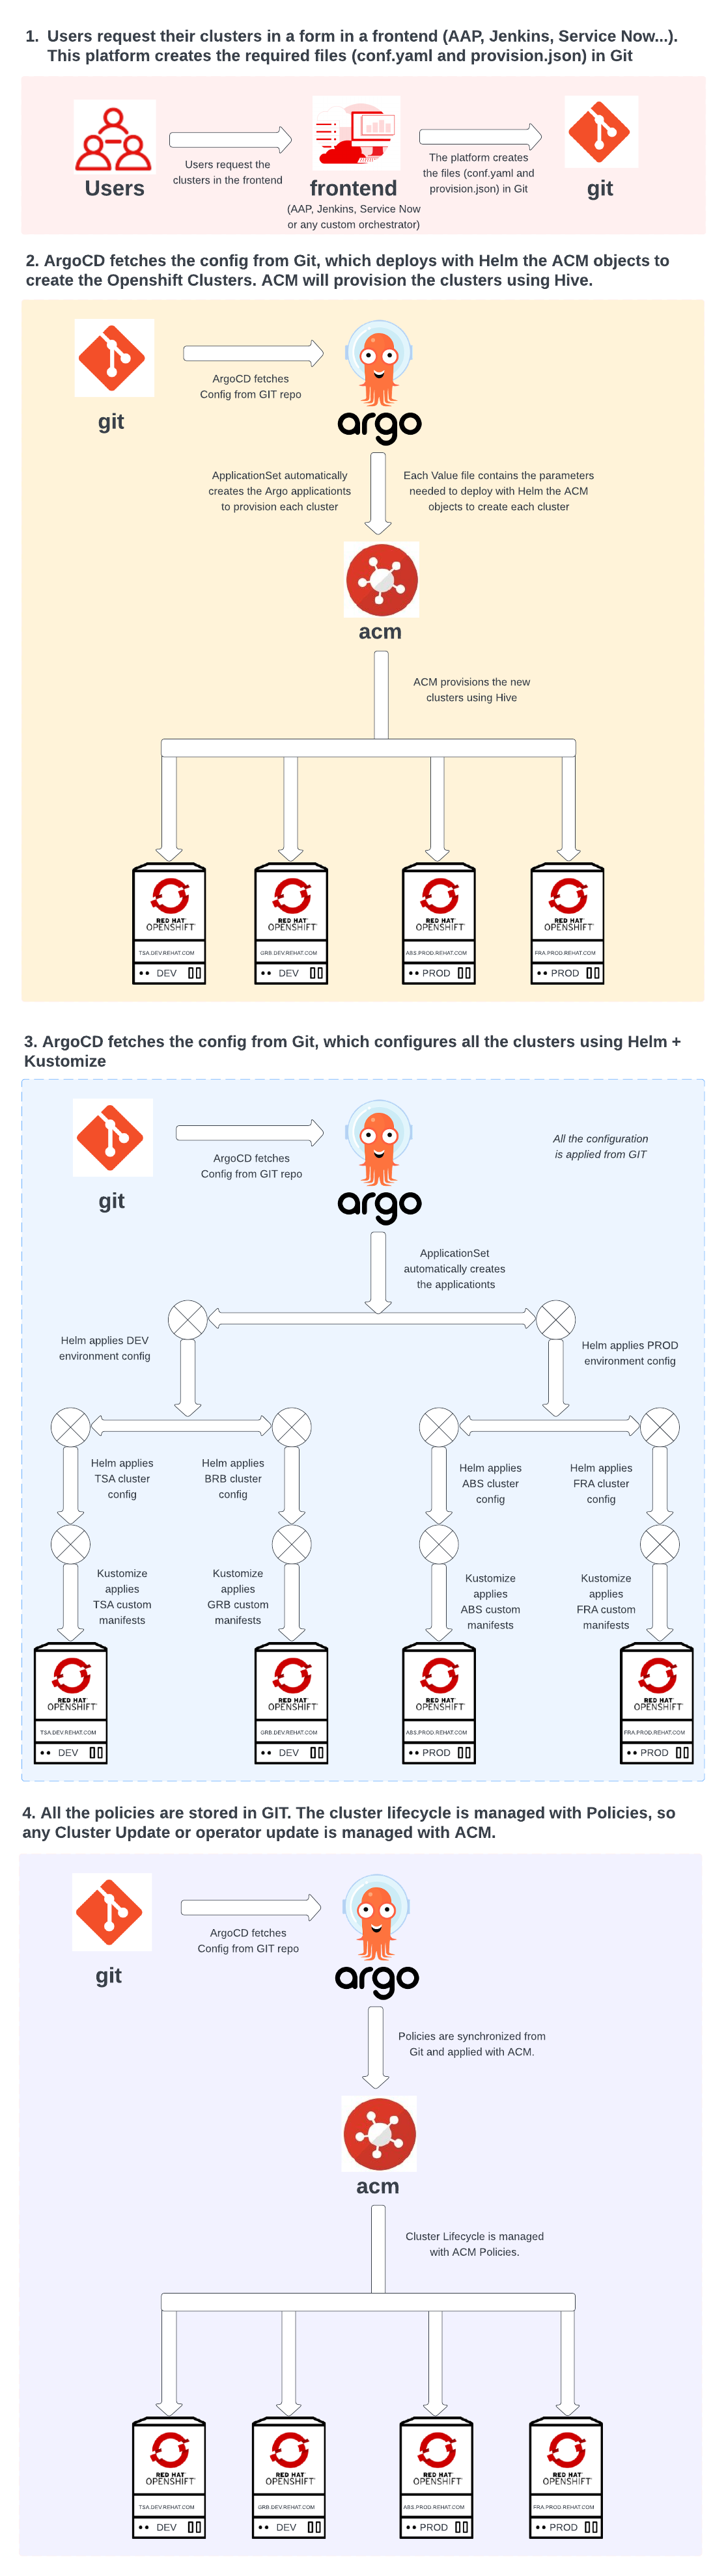 1. Users request their clusters in a form in a frontend (AAP, Jenkins, Service Now...).
This platform creates the required files (conf.yaml and provision.json) in Git
Users request the
clusters in the frontend
The platform creates
the files (conf.yaml and
provision.json) in Git
Users
frontend
git
(AAP, Jenkins, Service Now
or any custom orchestrator)
2. ArgoCD fetches the config from Git, which deploys with Helm the ACM objects to
create the Openshift Clusters. ACM will provision the clusters using Hive.
ArgoCD fetches
Config from GIT repo
git
argo
ApplicationSet automatically
creates the Argo applicationts
to provision each cluster
Each Value file contains the parameters
needed to deploy with Helm the ACM
objects to create each cluster
acm
ACM provisions the new
clusters using Hive
RED HAT
OPENSHIFT
TSA.DEV.REHAT.COM
DEV
RED HAT
OPENSHIFT
GRB.DEV.REHAT.COM
DEV
RED HAT
OPENSHIFT
ABS.PROD.REHAT.COM
PROD
RED HAT
OPENSHIFT
FRA.PROD.REHAT.COM
PROD
3. ArgoCD fetches the config from Git, which configures all the clusters using Helm +
Kustomize
ArgoCD fetches
Config from GIT repo
git
argo
All the configuration
is applied from GIT
ApplicationSet
automatically creates
the applicationts
Helm applies DEV
environment config
Helm applies PROD
environment config
Helm applies
TSA cluster
config
Helm applies
BRB cluster
config
Helm applies
ABS cluster
config
Helm applies
FRA cluster
config
Kustomize
applies
TSA custom
manifests
Kustomize
applies
GRB custom
manifests
Kustomize
applies
ABS custom
manifests
Kustomize
applies
FRA custom
manifests
RED HAT
OPENSHIFT
TSA.DEV.REHAT.COM
DEV
RED HAT
OPENSHIFT
GRB.DEV.REHAT.COM
DEV
RED HAT
OPENSHIFT
ABS.PROD.REHAT.COM
PROD
RED HAT
OPENSHIFT
FRA.PROD.REHAT.COM
PROD
4. All the policies are stored in GIT. The cluster lifecycle is managed with Policies, so
any Cluster Update or operator update is managed with ACM.
ArgoCD fetches
Config from GIT repo
git
argo
Policies are synchronized from
Git and applied with ACM.
acm
Cluster Lifecycle is managed
with ACM Policies.
RED HAT
OPENSHIFT
TSA.DEV.REHAT.COM
DEV
RED HAT
OPENSHIFT
GRB.DEV.REHAT.COM
DEV
RED HAT
OPENSHIFT
ABS.PROD.REHAT.COM
PROD
RED HAT
OPENSHIFT
FRA.PROD.REHAT.COM
PROD